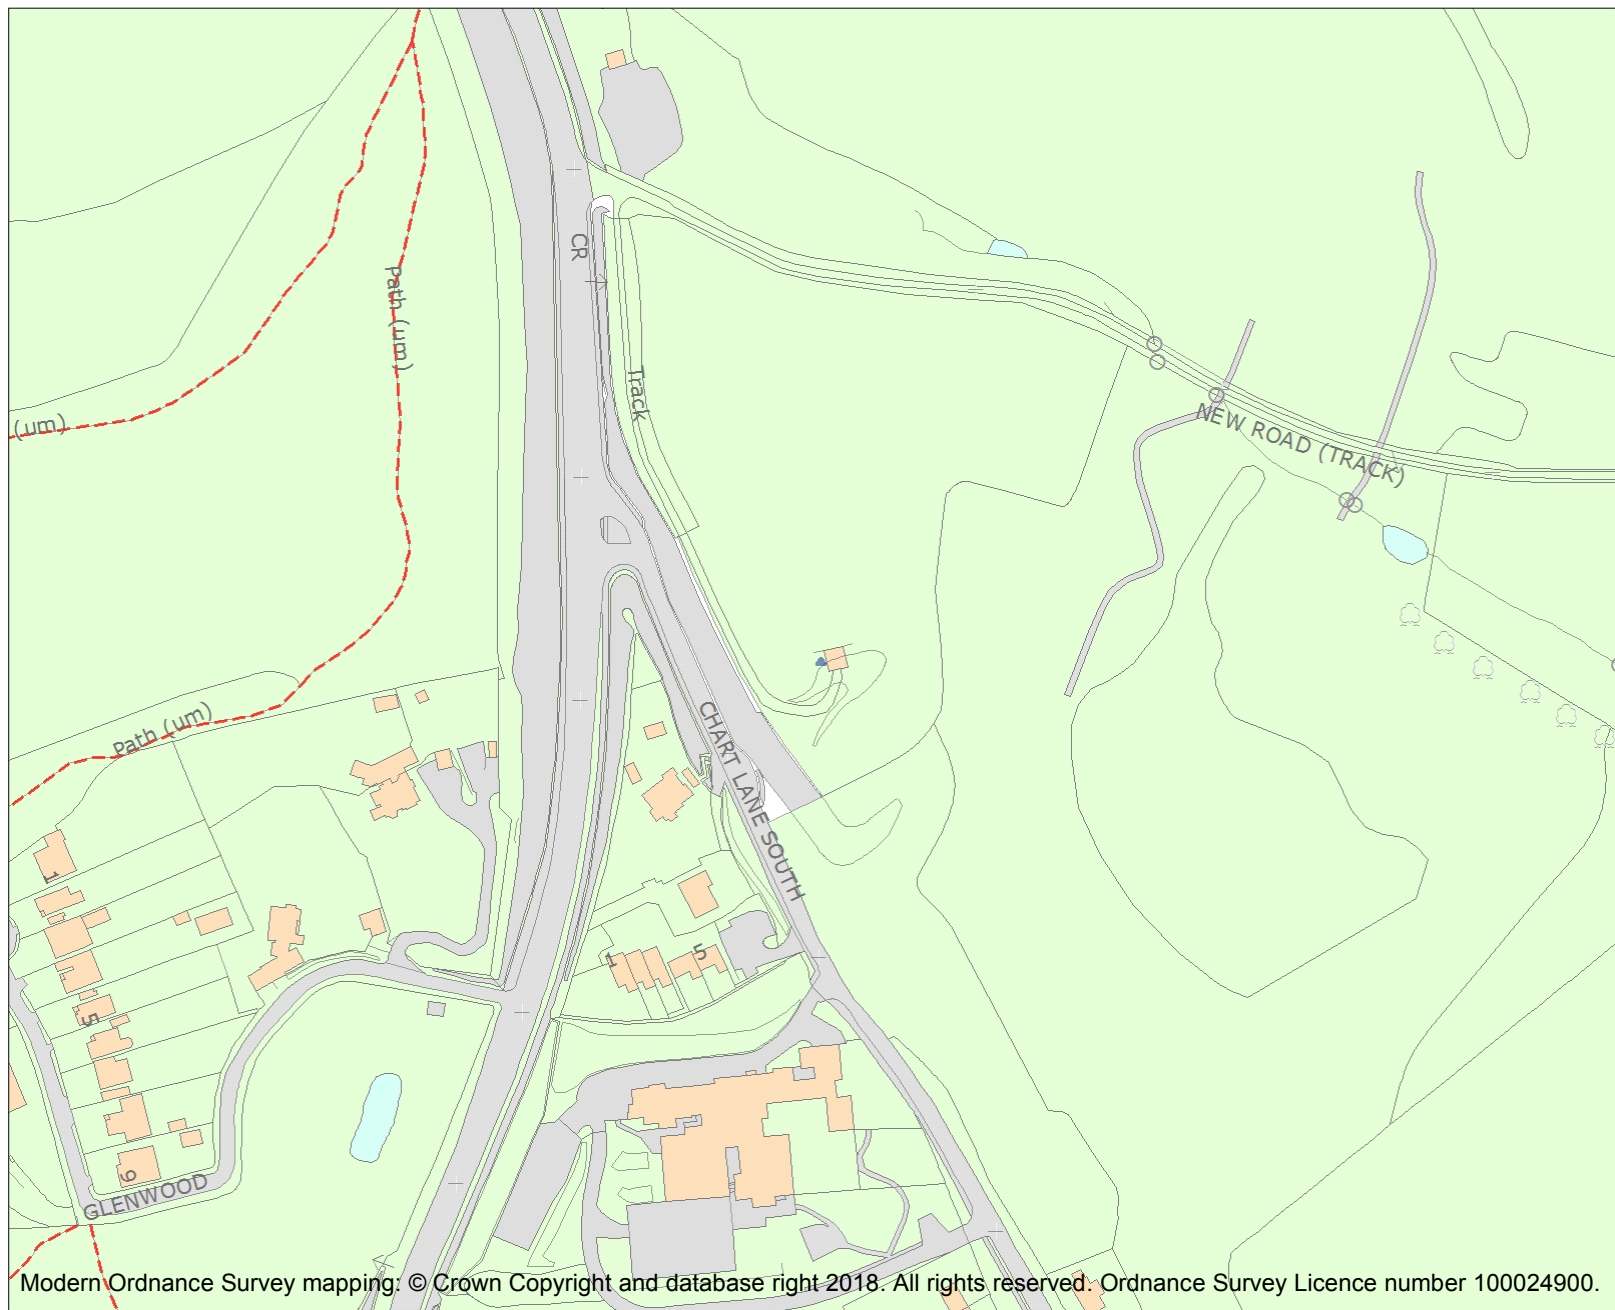 CR
Path (um)
Track
(um)
NEW ROAD (TRACK)
Path (um)
CHART LANE SOUTH
1
1
5
5
9
GLENWOOD
Modern Ordnance Survey mapping: © Crown Copyright and database right 2018. All rights reserved. Ordnance Survey Licence number 100024900.